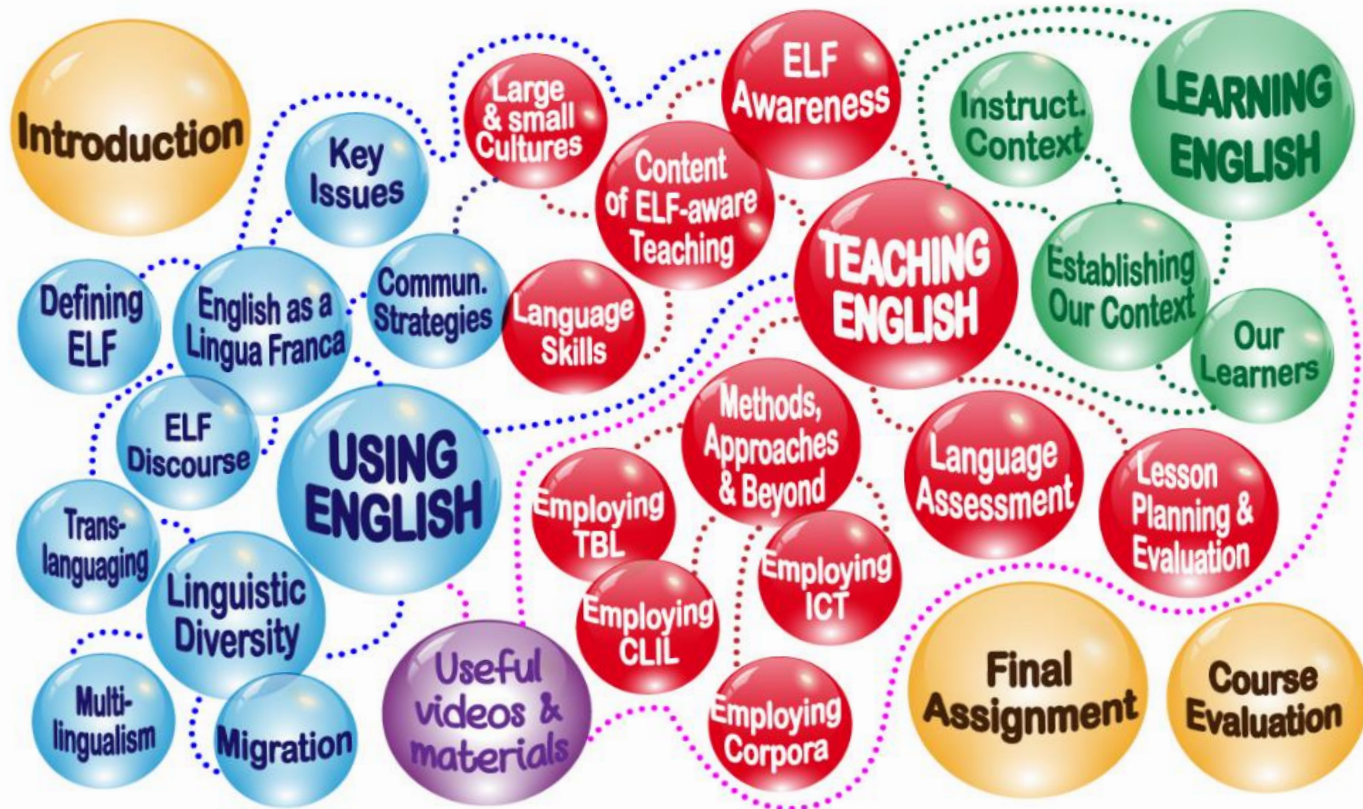 Introduction
Key
Issues
Large
& small
Cultures
ELF
Awareness
Instruct.
Context
LEARNING
ENGLISH
Content
of ELF-aware
Teaching
Defining
ELF
English as a
Lingua Franca
Commun.
Strategies
Language
Skills
TEACHING
ENGLISH
Establishing
Our Context
Our
Learners
ELF
Discourse
USING
ENGLISH
Methods,
Approaches
& Beyond
Language
Assessment
Lesson
Planning &
Evaluation
Trans-
languaging
Linguistic
Diversity
Employing
TBL
Employing
CLIL
Employing
ICT
Multi-
lingualism
Migration
Useful
videos &
materials
Employing
Corpora
Final
Assignment
Course
Evaluation